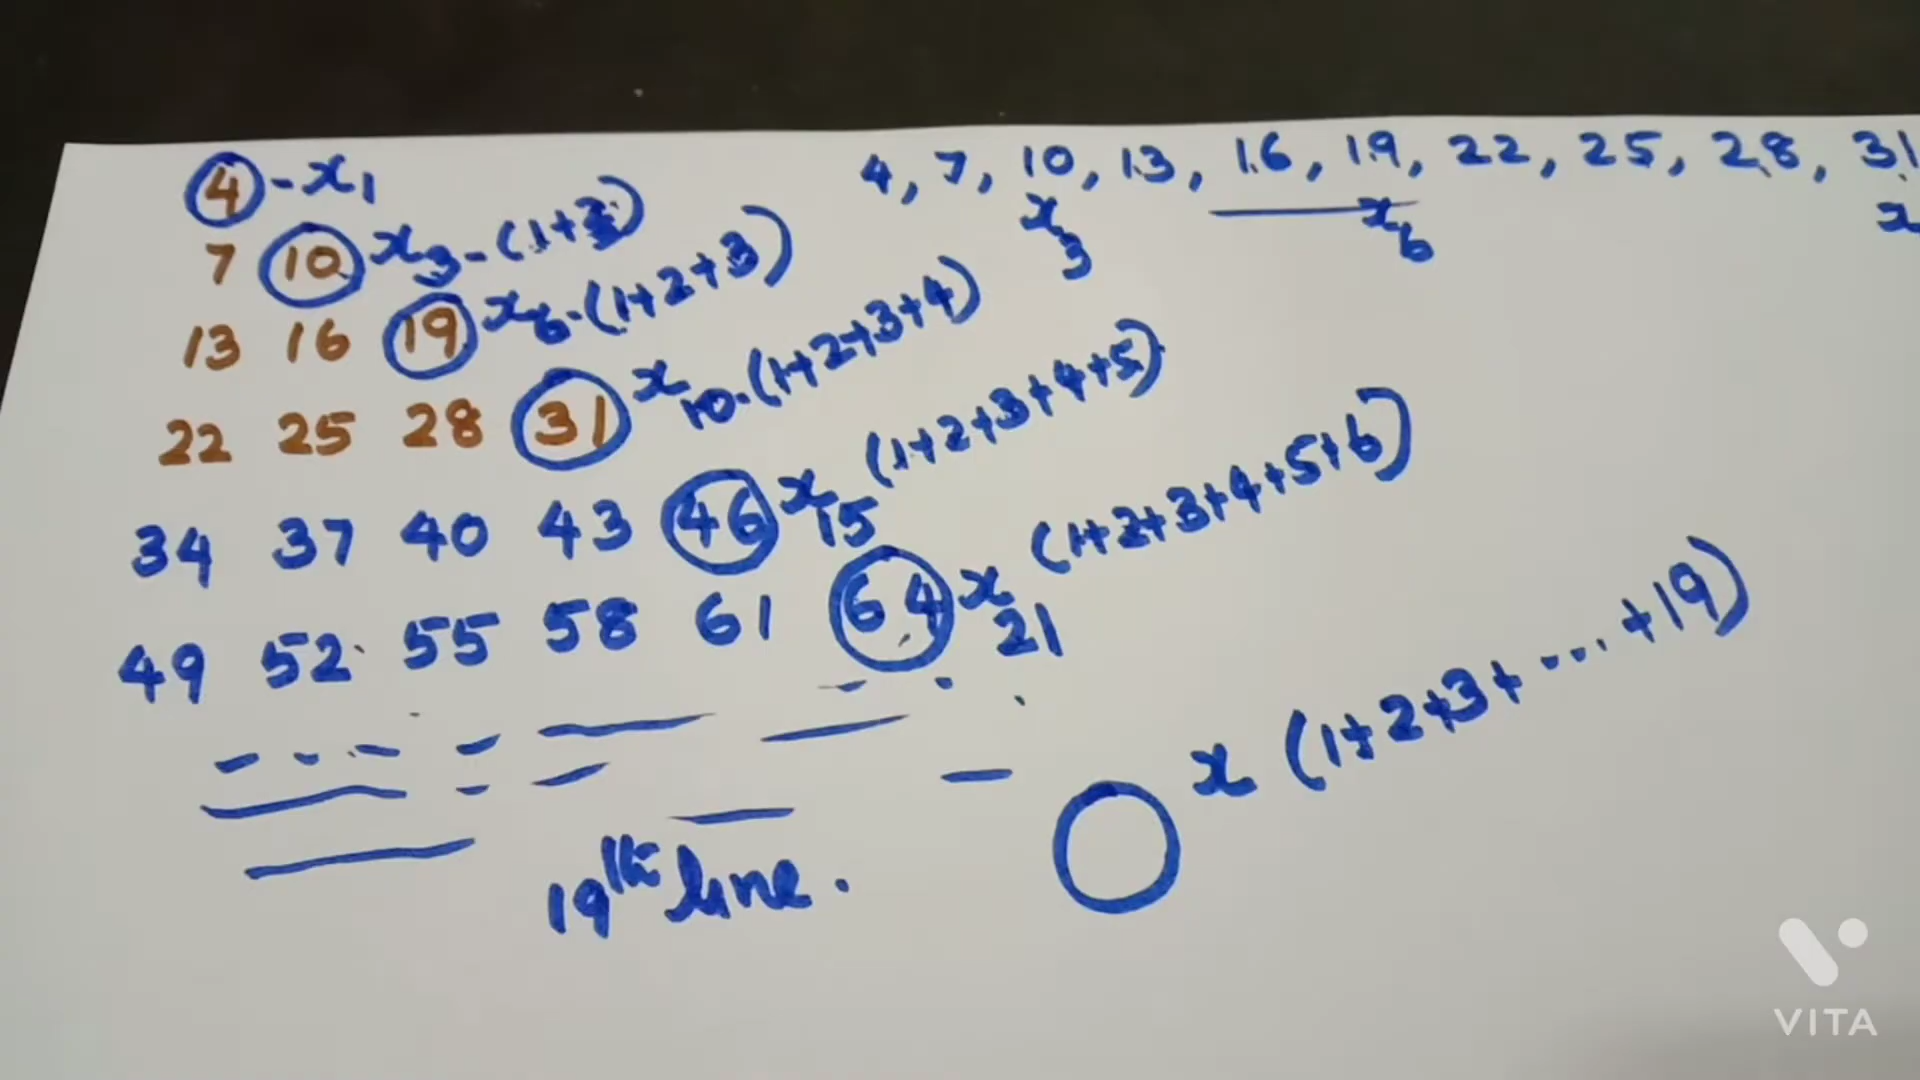 4 - x1
4, 7, 10, 13, 16, 19, 22, 25, 28, 31
x3 x6 x
7 10 x3 - (1+2)
13 16 19 x6 - (1+2+3)
22 25 28 31 x10 - (1+2+3+4)
34 37 40 43 46 x15 (1+2+3+4+5)
49 52 55 58 61 64 x21 (1+2+3+4+5+6)
x (1+2+3+ ... +19)
19th line.
VITA